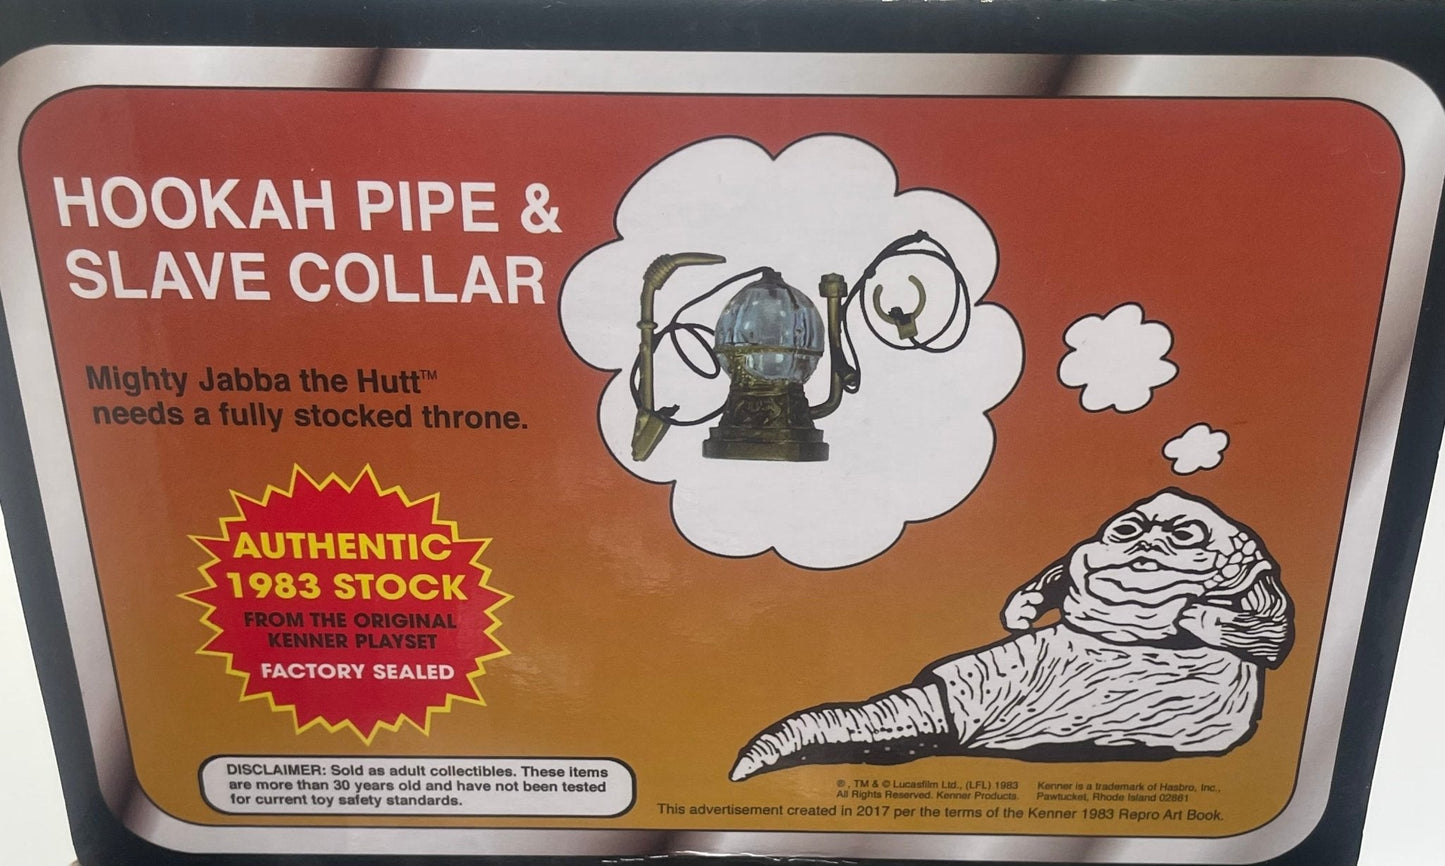 HOOKAH PIPE &
SLAVE COLLAR
Mighty Jabba the Hutt™
needs a fully stocked throne.
AUTHENTIC
1983 STOCK
FROM THE ORIGINAL
KENNER PLAYSET
FACTORY SEALED
DISCLAIMER: Sold as adult collectibles. These items
are more than 30 years old and have not been tested
for current toy safety standards.
®, TM & © Lucasfilm Ltd., (LFL) 1983
All Rights Reserved. Kenner Products.
Kenner is a trademark of Hasbro, Inc.,
Pawtucket, Rhode Island 02861
This advertisement created in 2017 per the terms of the Kenner 1983 Repro Art Book.